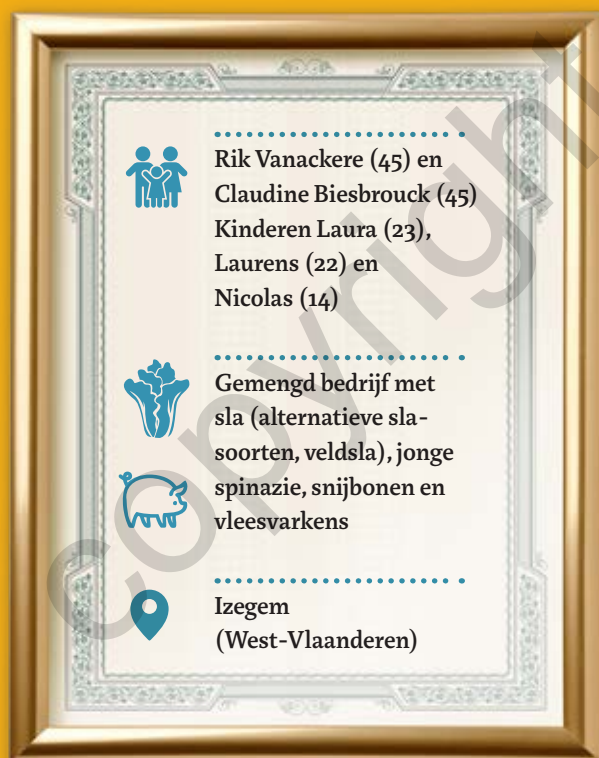 Rik Vanackere (45) en
Claudine Biesbrouck (45)
Kinderen Laura (23),
Laurens (22) en
Nicolas (14)
Gemengd bedrijf met
sla (alternatieve sla-
soorten, veldsla), jonge
spinazie, snijbonen en
vleesvarkens
Izegem
(West-Vlaanderen)
copyright